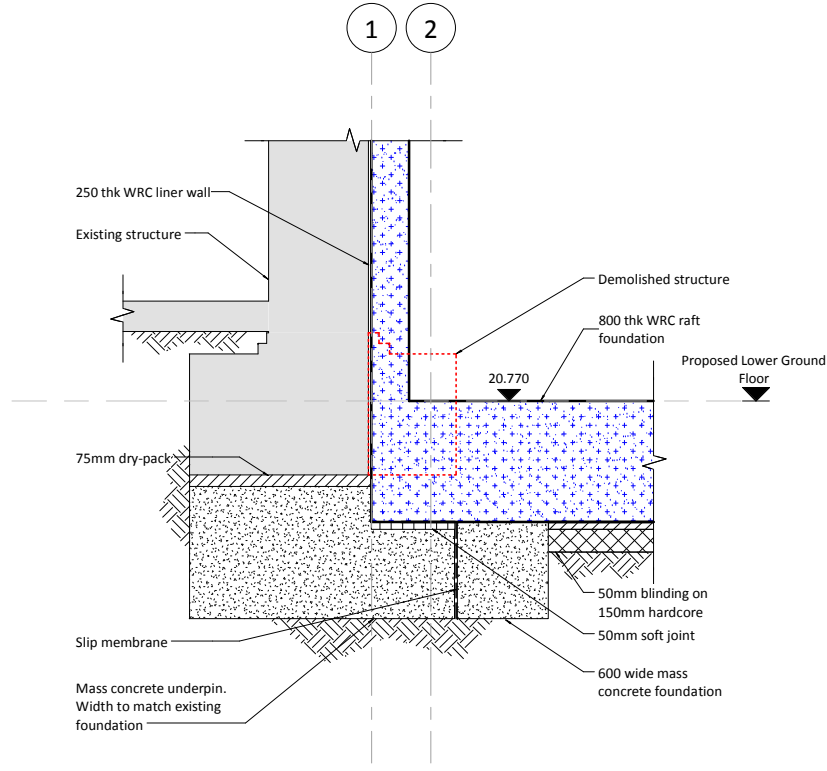 1
2
250 thk WRC liner wall
Existing structure
Demolished structure
800 thk WRC raft
foundation
Proposed Lower Ground
Floor
20.770
75mm dry-pack
50mm blinding on
150mm hardcore
50mm soft joint
Slip membrane
600 wide mass
concrete foundation
Mass concrete underpin.
Width to match existing
foundation